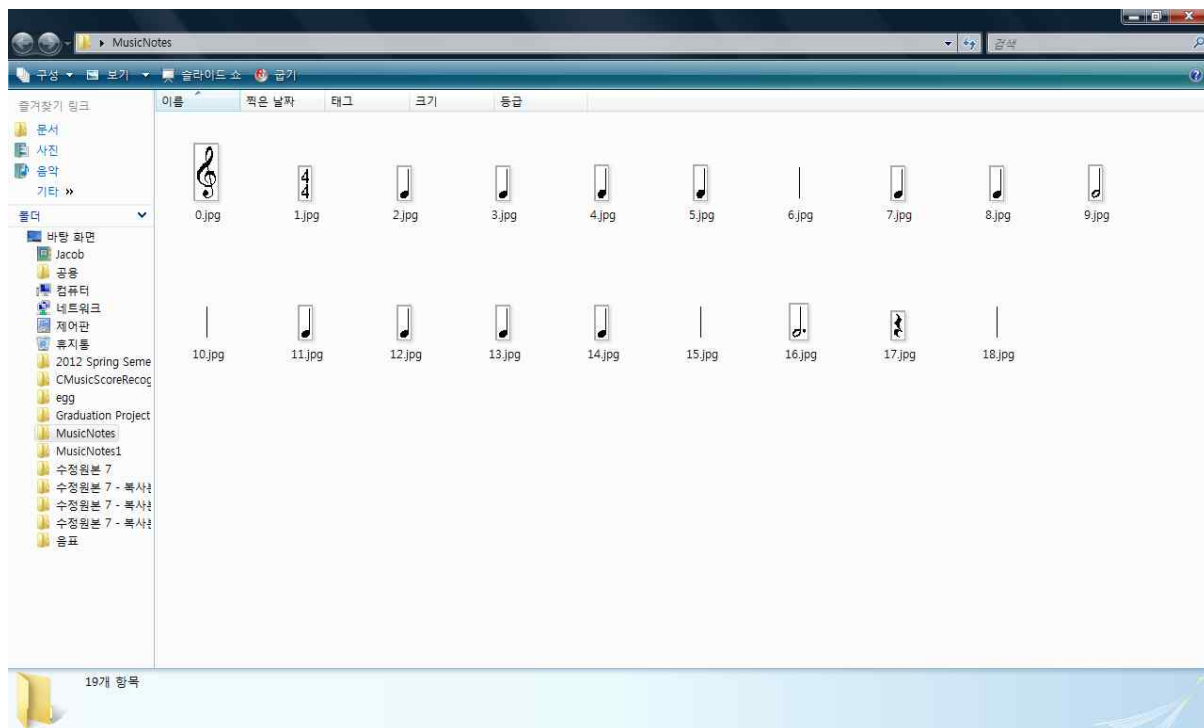 MusicNotes
검색
구성 보기 슬라이드 쇼 굽기
즐겨찾기 링크
문서
사진
음악
기타 »
폴더
바탕 화면
Jacob
공용
컴퓨터
네트워크
제어판
휴지통
2012 Spring Seme
CMusicScoreRecog
egg
Graduation Project
MusicNotes
MusicNotes1
수정원본 7
수정원본 7 - 복사본
수정원본 7 - 복사본
수정원본 7 - 복사본
음표
이름 찍은 날짜 태그 크기 등급
4
4
0.jpg 1.jpg 2.jpg 3.jpg 4.jpg 5.jpg 6.jpg 7.jpg 8.jpg 9.jpg
10.jpg 11.jpg 12.jpg 13.jpg 14.jpg 15.jpg 16.jpg 17.jpg 18.jpg
19개 항목